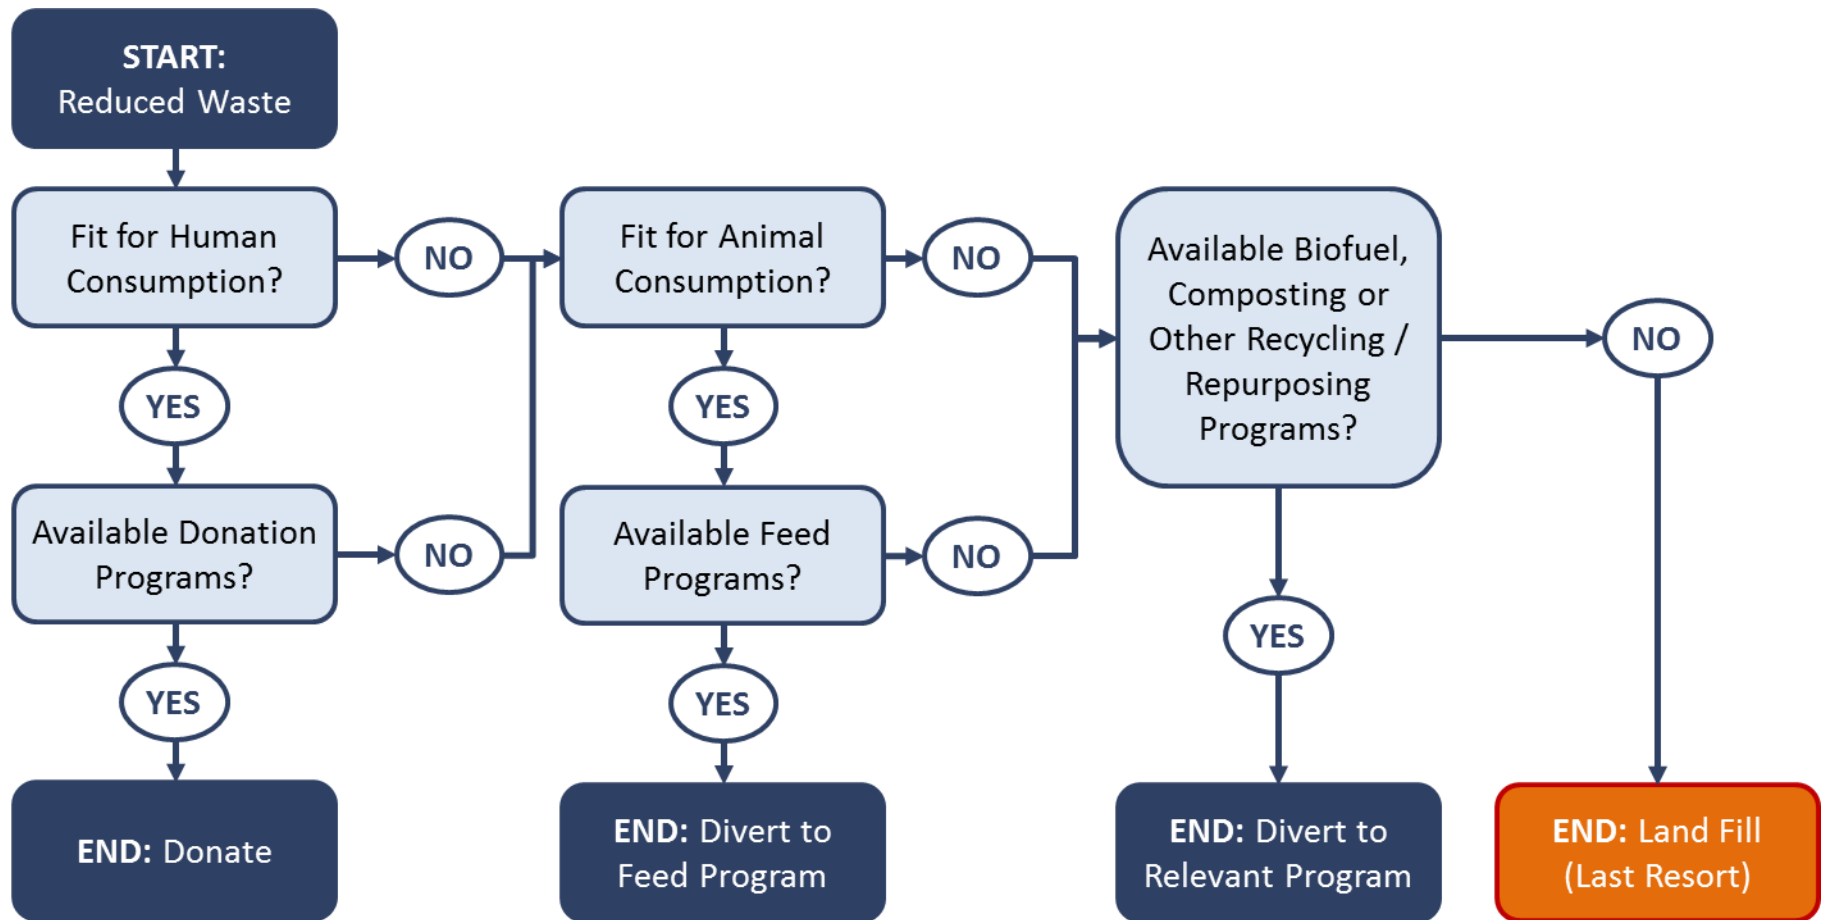 START:
Reduced Waste
Fit for Human
Consumption?
NO
YES
Available Donation
Programs?
NO
YES
END: Donate
Fit for Animal
Consumption?
NO
YES
Available Feed
Programs?
NO
YES
END: Divert to
Feed Program
Available Biofuel,
Composting or
Other Recycling /
Repurposing
Programs?
NO
YES
END: Divert to
Relevant Program
END: Land Fill
(Last Resort)